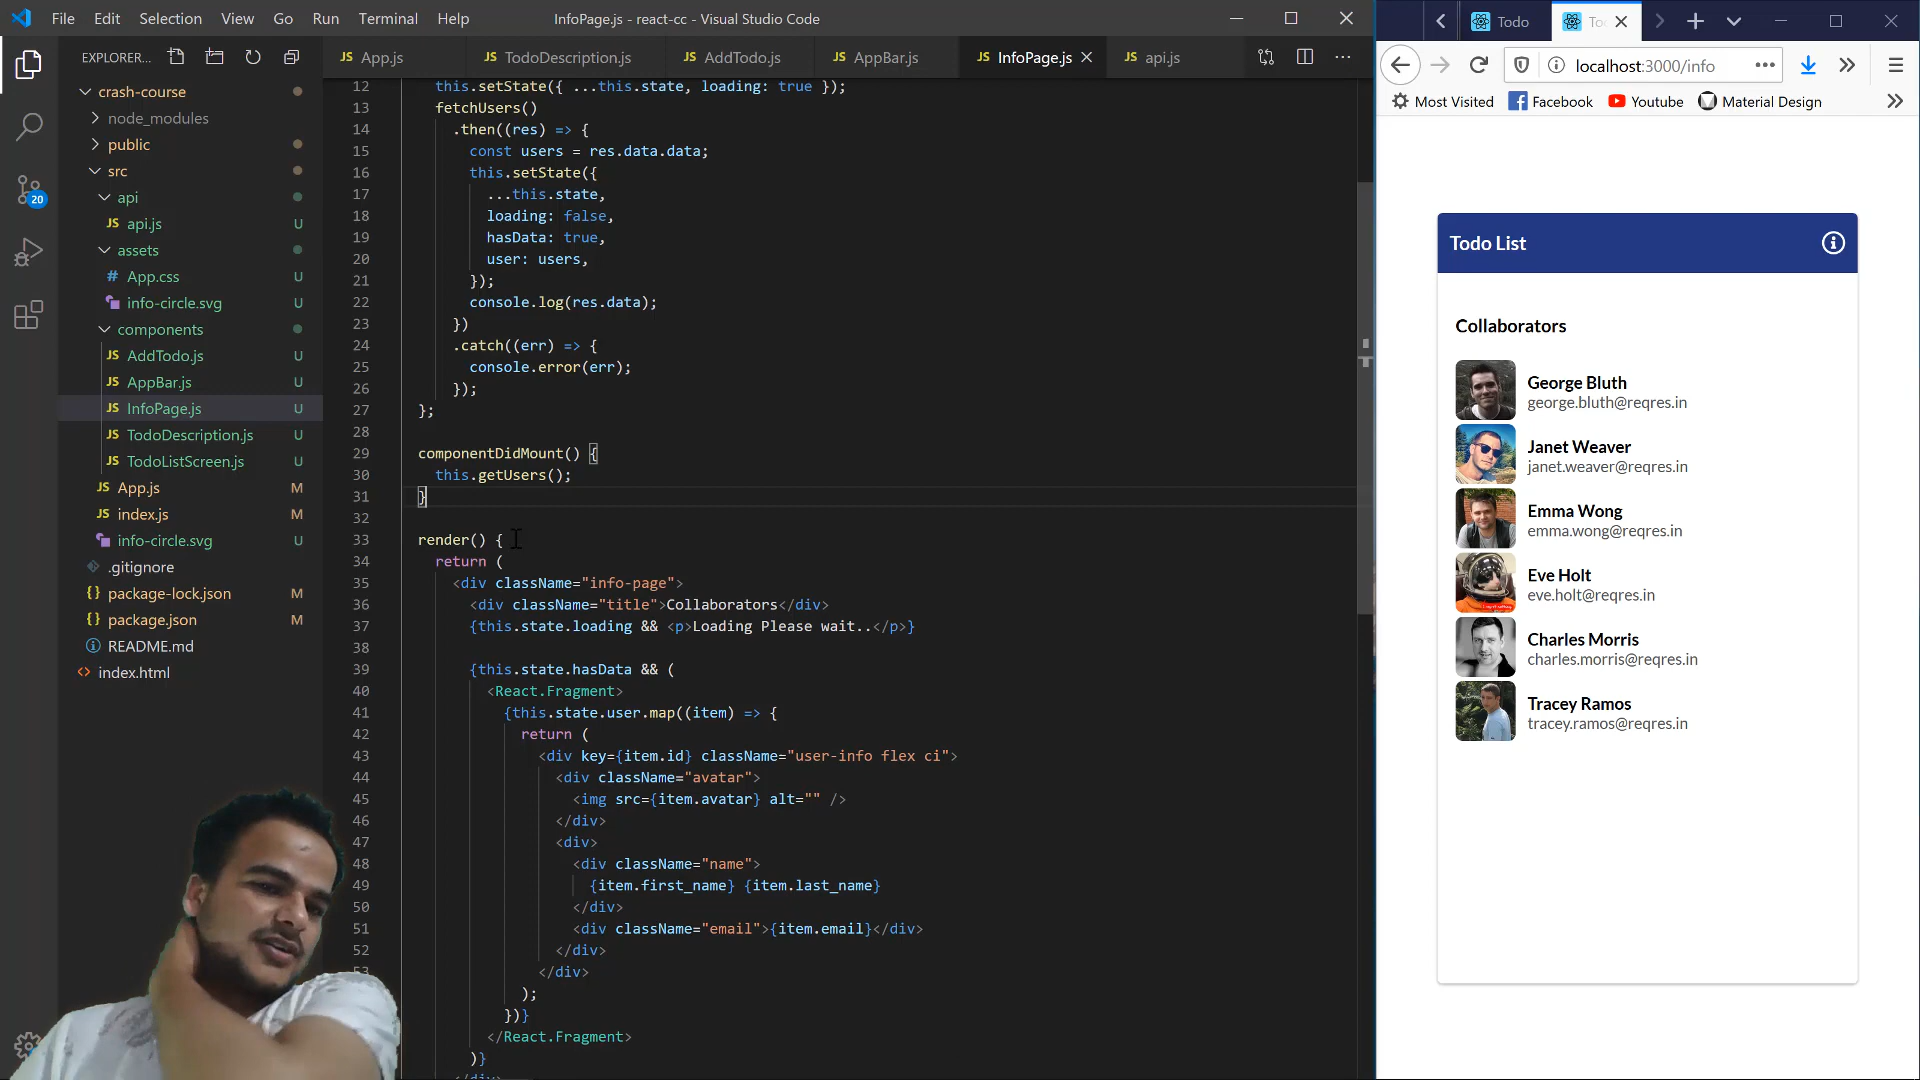 File Edit Selection View Go Run Terminal Help
InfoPage.js - react-cc - Visual Studio Code
EXPLORER...
crash-course
node_modules
public
src
api
JS api.js U
assets
# App.css U
info-circle.svg U
components
JS AddTodo.js U
JS AppBar.js U
JS InfoPage.js U
JS TodoDescription.js U
JS TodoListScreen.js U
JS App.js M
JS index.js M
info-circle.svg U
.gitignore
{} package-lock.json M
{} package.json M
README.md
<> index.html
20
JS App.js
JS TodoDescription.js
JS AddTodo.js
JS AppBar.js
JS InfoPage.js
JS api.js
12 this.setState({ ...this.state, loading: true });
13 fetchUsers()
14 .then((res) => {
15 const users = res.data.data;
16 this.setState({
17 ...this.state,
18 loading: false,
19 hasData: true,
20 user: users,
21 });
22 console.log(res.data);
23 })
24 .catch((err) => {
25 console.error(err);
26 });
27 };
28
29 componentDidMount() {
30 this.getUsers();
31 }
32
33 render() {
34 return (
35 <div className="info-page">
36 <div className="title">Collaborators</div>
37 {this.state.loading && <p>Loading Please wait..</p>}
38
39 {this.state.hasData && (
40 <React.Fragment>
41 {this.state.user.map((item) => {
42 return (
43 <div key={item.id} className="user-info flex ci">
44 <div className="avatar">
45 <img src={item.avatar} alt="" />
46 </div>
47 <div>
48 <div className="name">
49 {item.first_name} {item.last_name}
50 </div>
51 <div className="email">{item.email}</div>
52 </div>
53 </div>
);
})}
</React.Fragment>
)}
</div>
Todo
To
localhost:3000/info
Most Visited Facebook Youtube Material Design
Todo List
Collaborators
George Bluth
george.bluth@reqres.in
Janet Weaver
janet.weaver@reqres.in
Emma Wong
emma.wong@reqres.in
Eve Holt
eve.holt@reqres.in
Charles Morris
charles.morris@reqres.in
Tracey Ramos
tracey.ramos@reqres.in